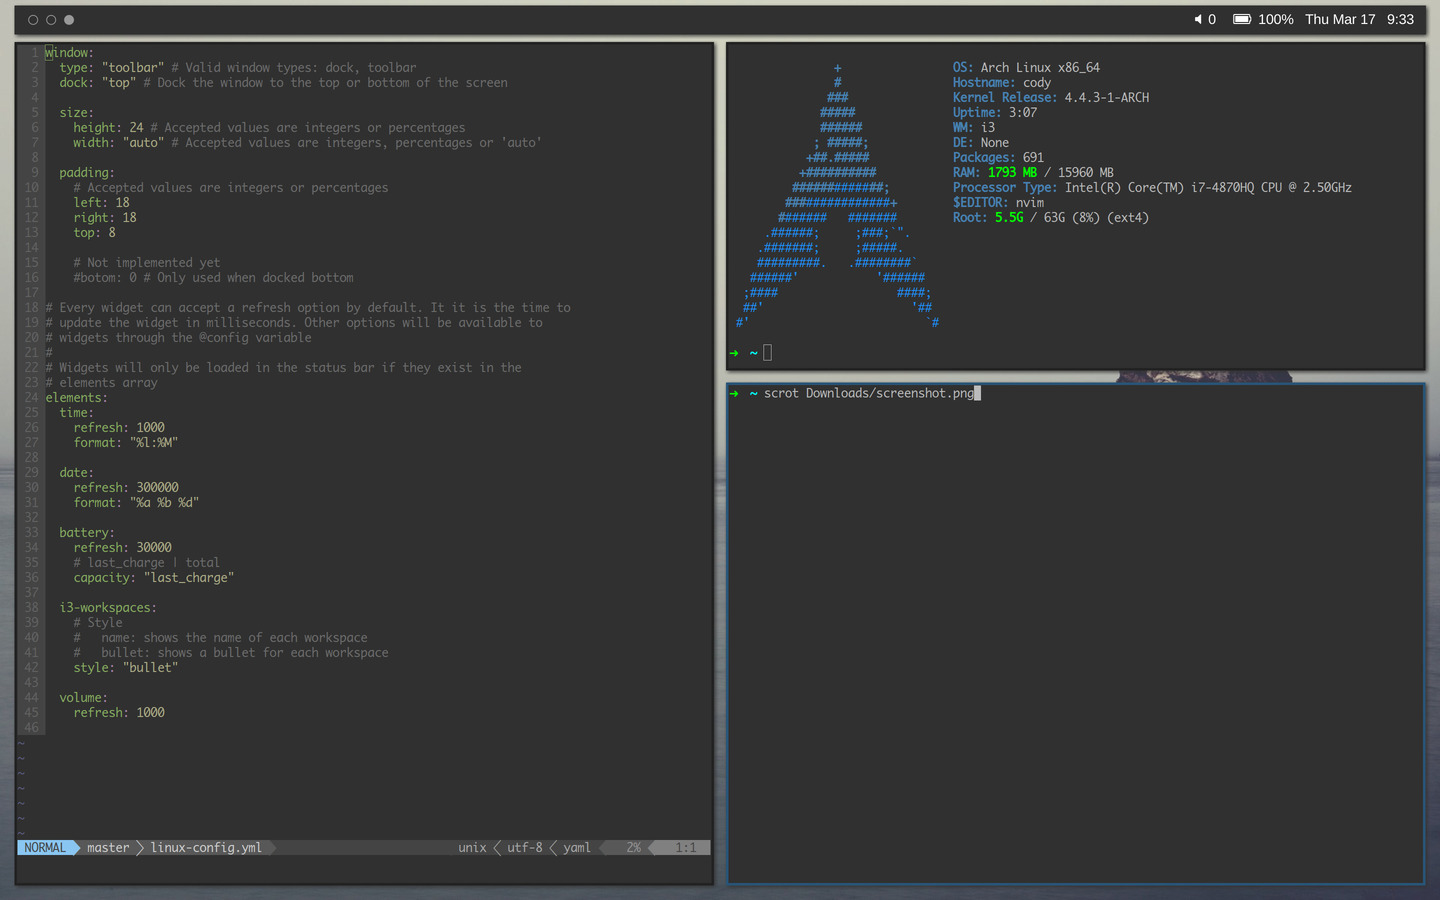 0 100% Thu Mar 17 9:33
1 window:
2   type: "toolbar" # Valid window types: dock, toolbar
3   dock: "top" # Dock the window to the top or bottom of the screen
4
5   size:
6     height: 24 # Accepted values are integers or percentages
7     width: "auto" # Accepted values are integers, percentages or 'auto'
8
9   padding:
10     # Accepted values are integers or percentages
11     left: 18
12     right: 18
13     top: 8
14
15     # Not implemented yet
16     #botom: 0 # Only used when docked bottom
17
18 # Every widget can accept a refresh option by default. It it is the time to
19 # update the widget in milliseconds. Other options will be available to
20 # widgets through the @config variable
21 #
22 # Widgets will only be loaded in the status bar if they exist in the
23 # elements array
24 elements:
25   time:
26     refresh: 1000
27     format: "%l:%M"
28
29   date:
30     refresh: 300000
31     format: "%a %b %d"
32
33   battery:
34     refresh: 30000
35     # last_charge | total
36     capacity: "last_charge"
37
38   i3-workspaces:
39     # Style
40     #   name: shows the name of each workspace
41     #   bullet: shows a bullet for each workspace
42     style: "bullet"
43
44   volume:
45     refresh: 1000
46
~
~
~
~
~
~
~
NORMAL master linux-config.yml unix utf-8 yaml 2% 1:1
+
#
###
#####
######
; #####;
+##.#####
+##########
#############;
###############+
#######   #######
.######;     ;###;`".
.#######;     ;#####.
#########.   .########`
######'           '######
;####                 ####;
##'                     '##
#'                         `#
OS: Arch Linux x86_64
Hostname: cody
Kernel Release: 4.4.3-1-ARCH
Uptime: 3:07
WM: i3
DE: None
Packages: 691
RAM: 1793 MB / 15960 MB
Processor Type: Intel(R) Core(TM) i7-4870HQ CPU @ 2.50GHz
$EDITOR: nvim
Root: 5.5G / 63G (8%) (ext4)
➜ ~
➜ ~ scrot Downloads/screenshot.png